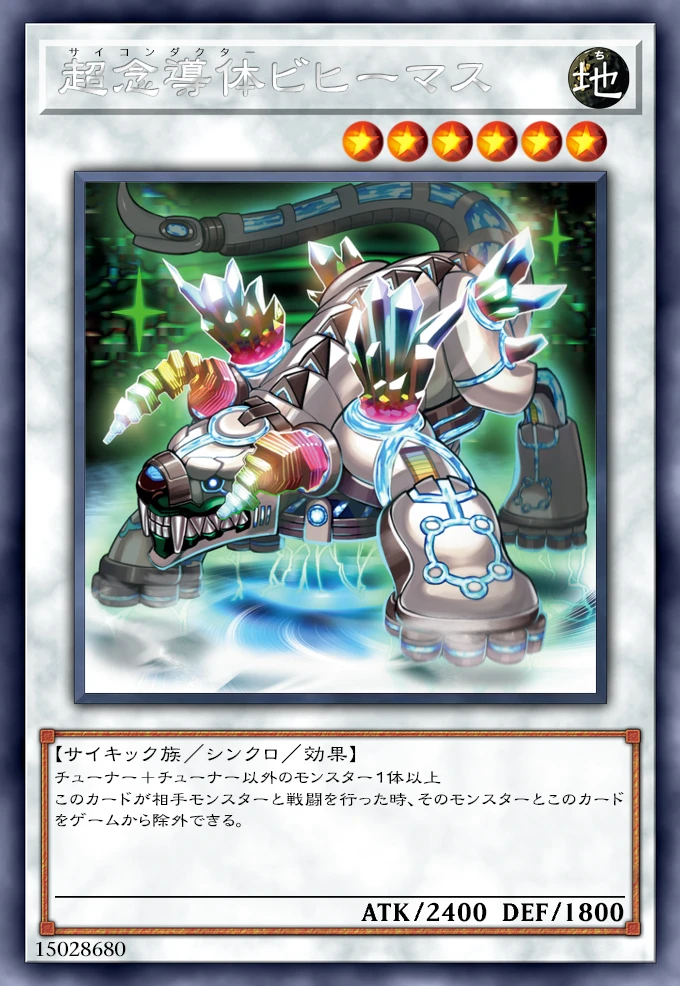 サイコンダクター
超念導体ビヒーマス
ち
地
【サイキック族／シンクロ／効果】
チューナー＋チューナー以外のモンスター１体以上
このカードが相手モンスターと戦闘を行った時、そのモンスターとこのカード
をゲームから除外できる。
ATK/2400 DEF/1800
15028680